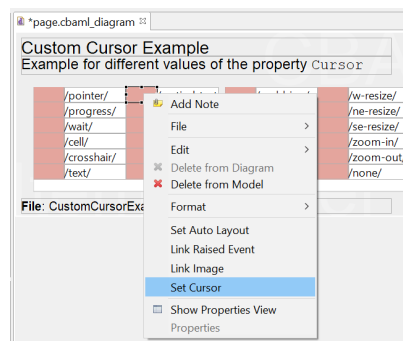 *page.cbaml_diagram
Custom Cursor Example
Example for different values of the property Cursor
/pointer/
/progress/
/wait/
/cell/
/crosshair/
/text/
/w-resize/
/ne-resize/
/se-resize/
/zoom-in/
/zoom-out/
/none/
File: CustomCursorExa
Add Note
File
Edit
Delete from Diagram
Delete from Model
Format
Set Auto Layout
Link Raised Event
Link Image
Set Cursor
Show Properties View
Properties